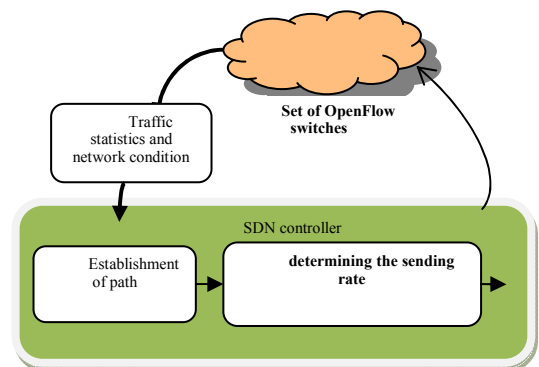 Set of OpenFlow
switches
Traffic
statistics and
network condition
SDN controller
Establishment
of path
determining the sending
rate